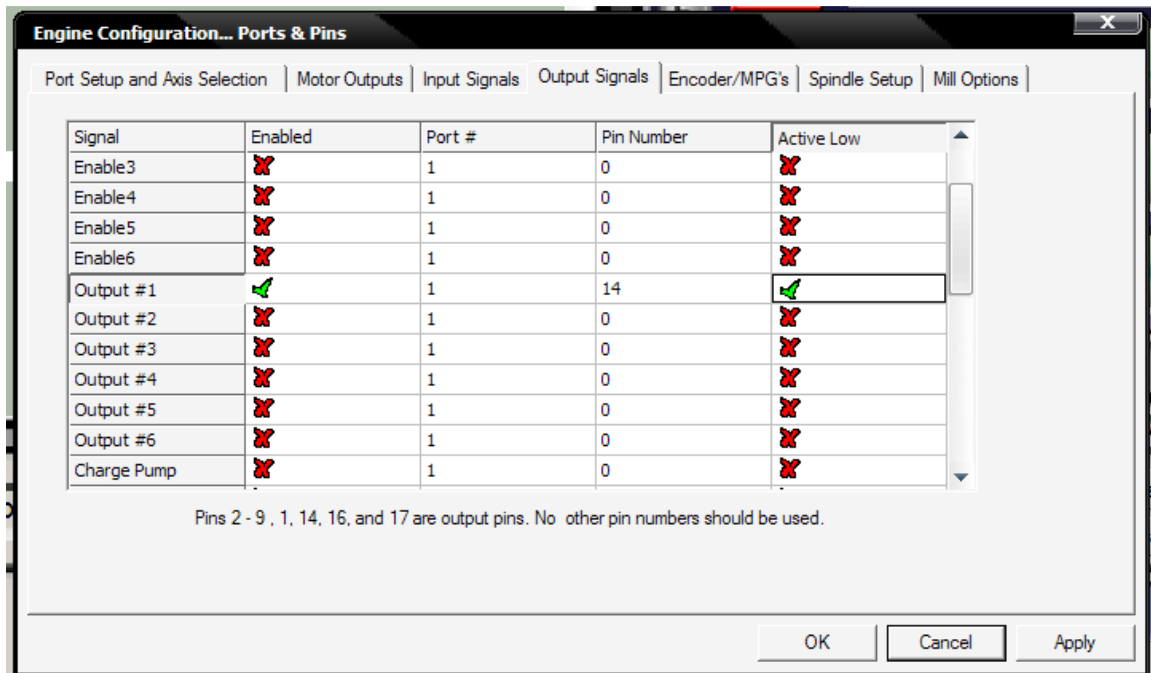 Engine Configuration... Ports & Pins
X
Port Setup and Axis Selection Motor Outputs Input Signals Output Signals Encoder/MPG's Spindle Setup Mill Options
Signal Enabled Port # Pin Number Active Low
Enable3 1 0
Enable4 1 0
Enable5 1 0
Enable6 1 0
Output #1 1 14
Output #2 1 0
Output #3 1 0
Output #4 1 0
Output #5 1 0
Output #6 1 0
Charge Pump 1 0
Pins 2 - 9 , 1, 14, 16, and 17 are output pins. No other pin numbers should be used.
OK Cancel Apply